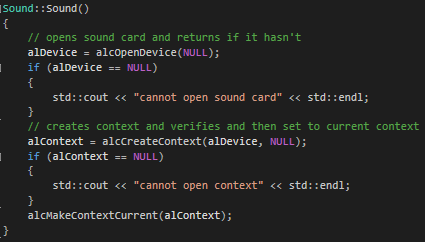 Sound::Sound()
{
// opens sound card and returns if it hasn't
alDevice = alcOpenDevice(NULL);
if (alDevice == NULL)
{
std::cout << "cannot open sound card" << std::endl;
}
// creates context and verifies and then set to current context
alContext = alcCreateContext(alDevice, NULL);
if (alContext == NULL)
{
std::cout << "cannot open context" << std::endl;
}
alcMakeContextCurrent(alContext);
}